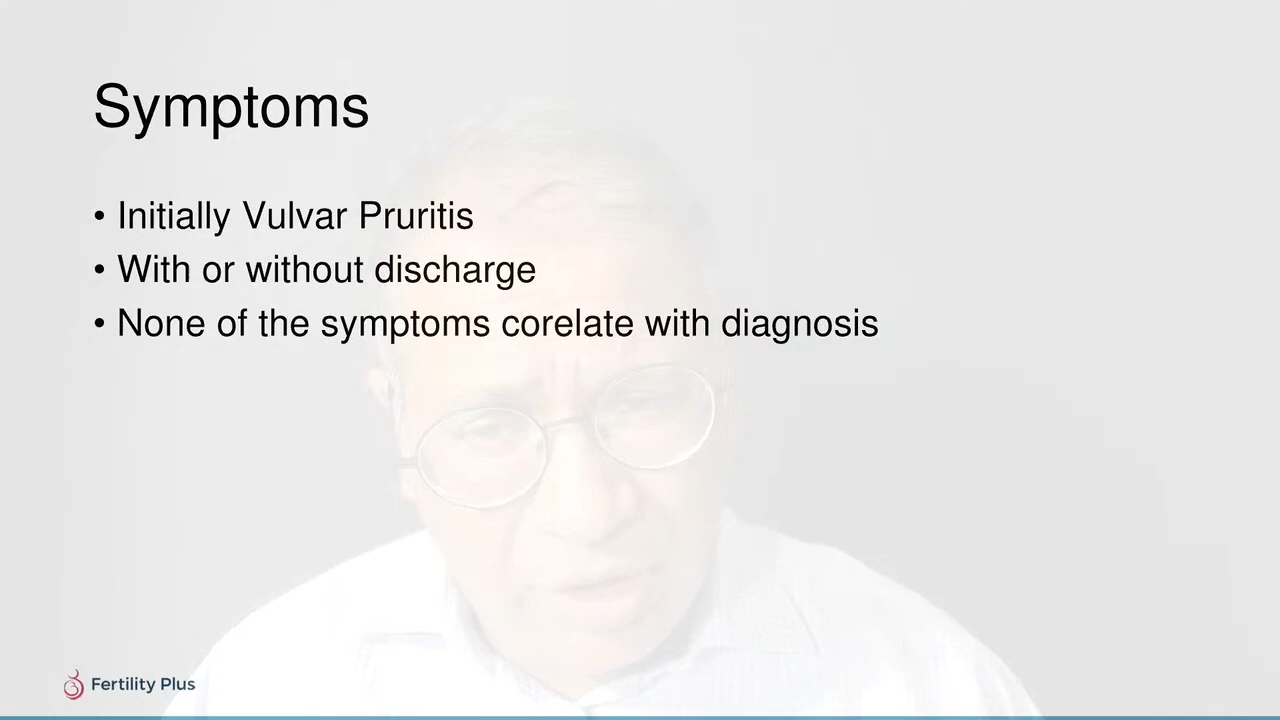 Symptoms
• Initially Vulvar Pruritis
• With or without discharge
• None of the symptoms corelate with diagnosis
Fertility Plus